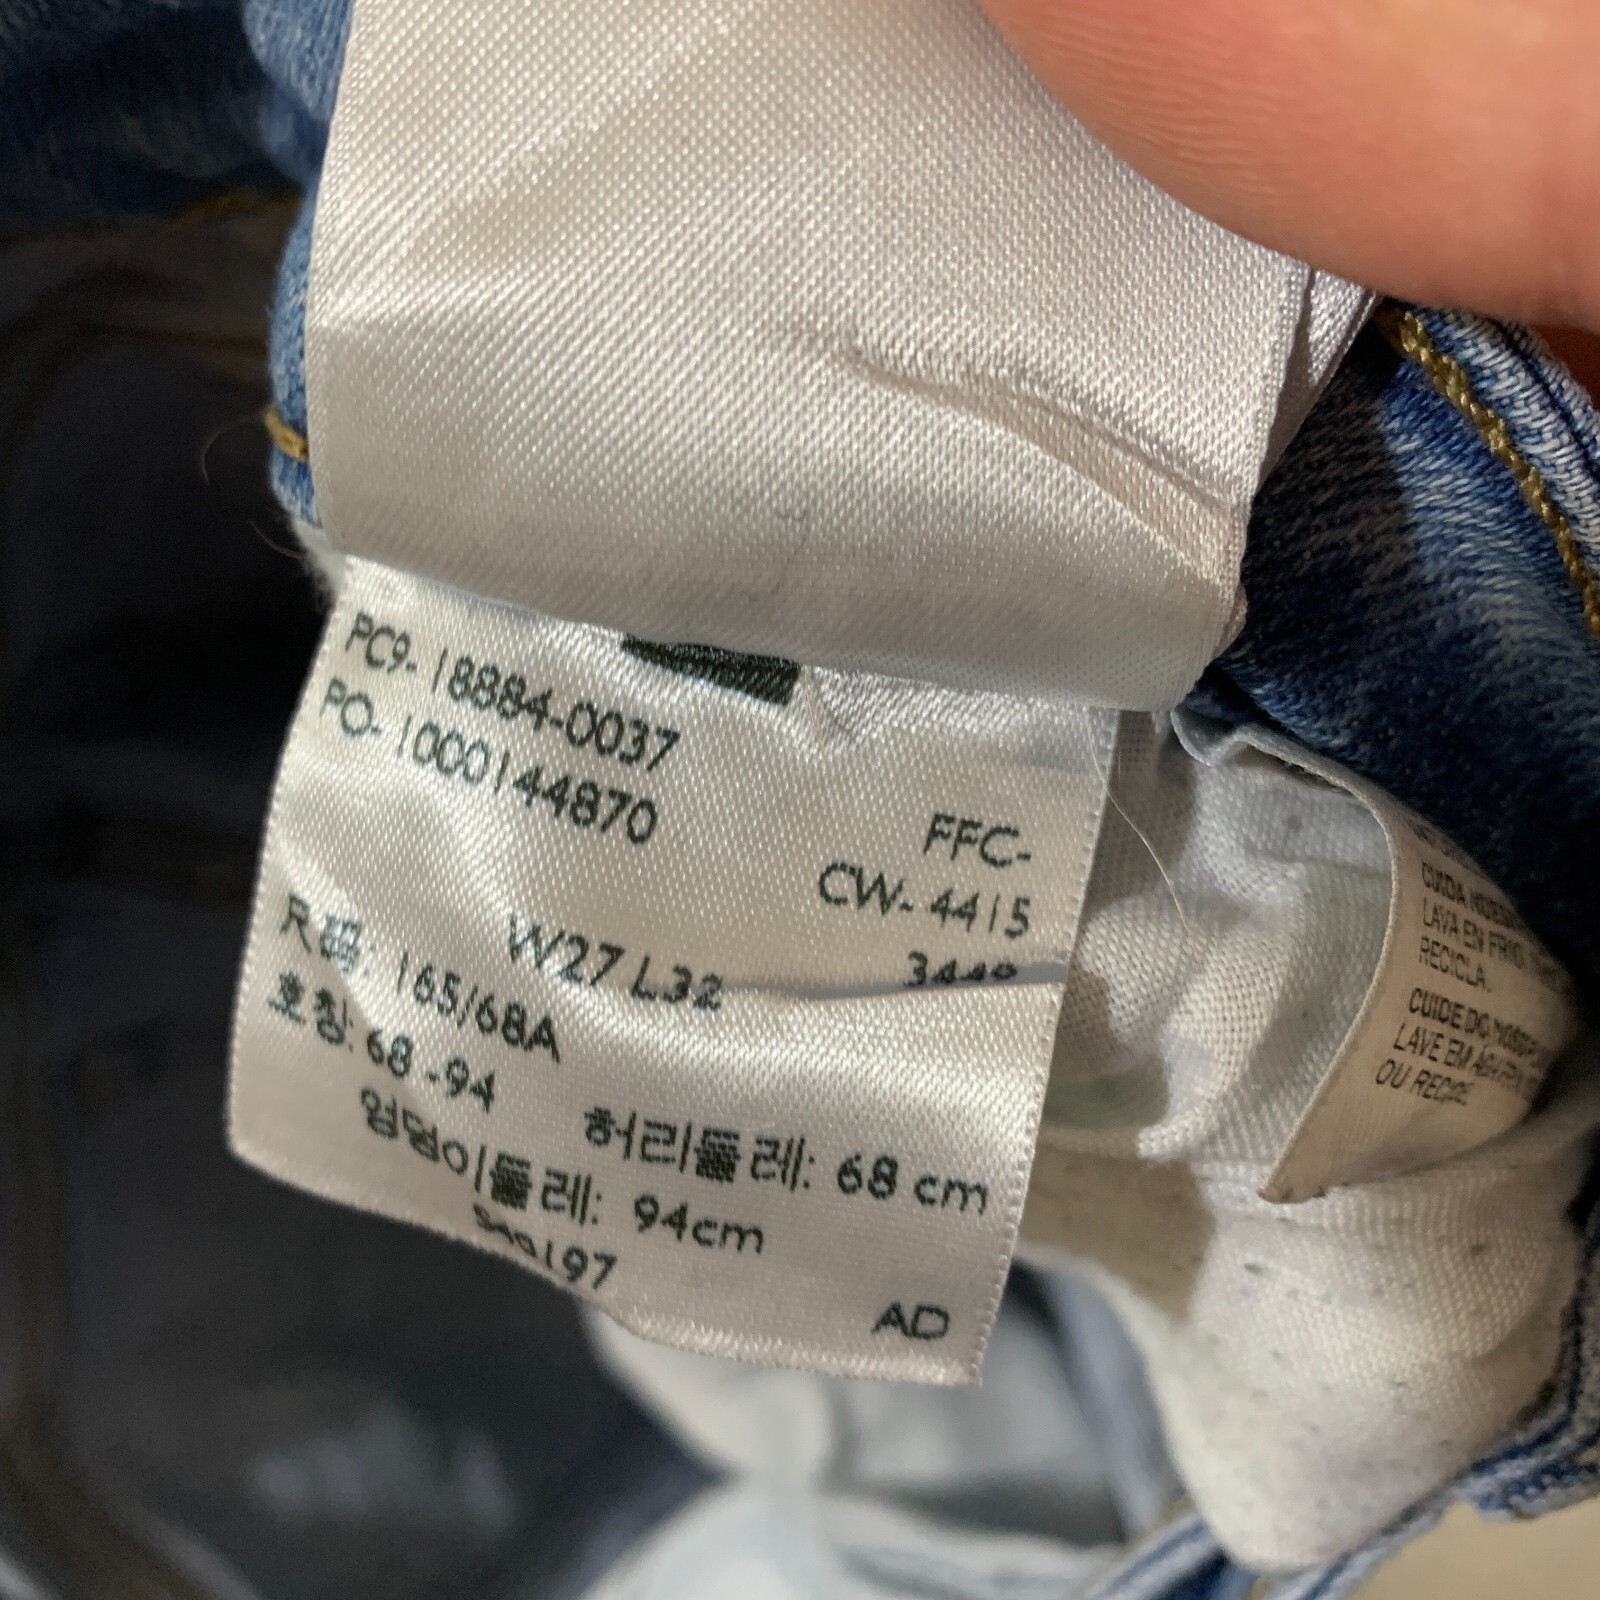 PC9-18884-0037
PO-1000144870
FFC-
CW-4415
W27 L32
尺码: 165/68A
호칭: 68-94
허리둘레: 68 cm
엉덩이둘레: 94cm
AD
CUIDA
LAVA EN FRIO
RECICLA.
CUIDE DO
LAVE EM
OU RECICLE